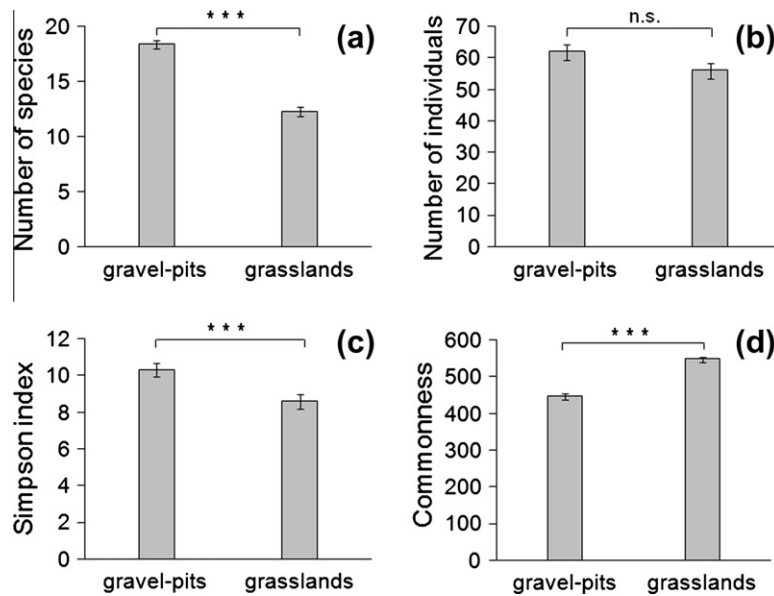 * * *
(a)
Number of species
20
15
10
5
0
gravel-pits grasslands
n.s.
(b)
Number of individuals
70
60
50
40
30
20
10
0
gravel-pits grasslands
* * *
(c)
Simpson index
12
10
8
6
4
2
0
gravel-pits grasslands
* * *
(d)
Commonness
600
500
400
300
200
100
0
gravel-pits grasslands